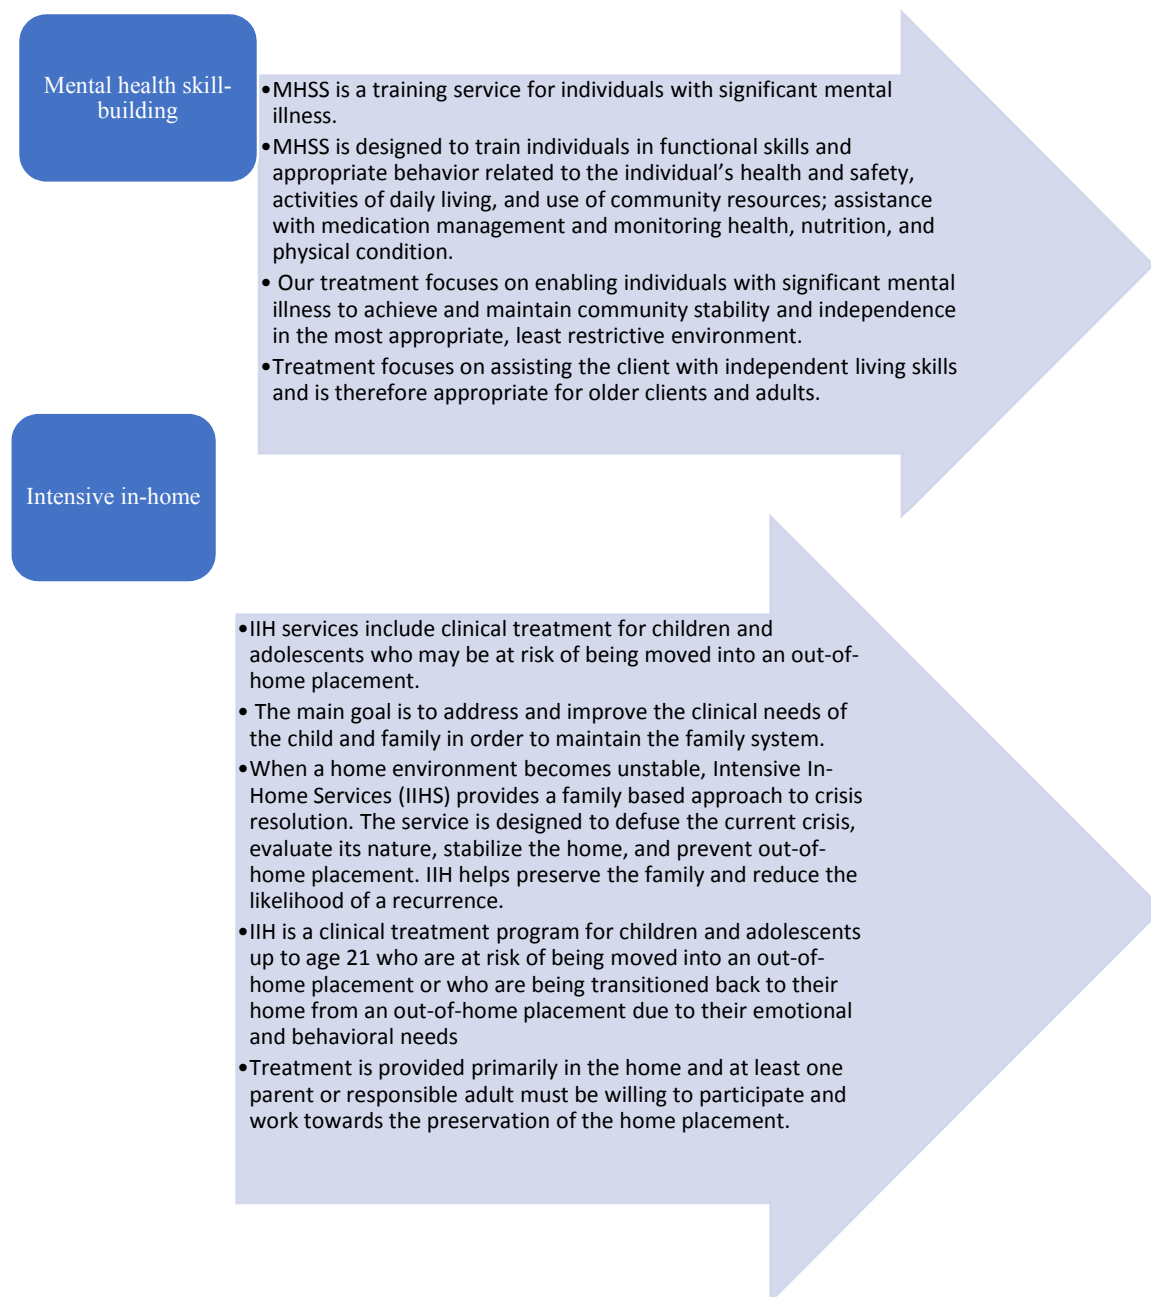 Mental health skill-
building
•MHSS is a training service for individuals with significant mental
illness.
•MHSS is designed to train individuals in functional skills and
appropriate behavior related to the individual’s health and safety,
activities of daily living, and use of community resources; assistance
with medication management and monitoring health, nutrition, and
physical condition.
• Our treatment focuses on enabling individuals with significant mental
illness to achieve and maintain community stability and independence
in the most appropriate, least restrictive environment.
•Treatment focuses on assisting the client with independent living skills
and is therefore appropriate for older clients and adults.
Intensive in-home
•IIH services include clinical treatment for children and
adolescents who may be at risk of being moved into an out-of-
home placement.
• The main goal is to address and improve the clinical needs of
the child and family in order to maintain the family system.
•When a home environment becomes unstable, Intensive In-
Home Services (IIHS) provides a family based approach to crisis
resolution. The service is designed to defuse the current crisis,
evaluate its nature, stabilize the home, and prevent out-of-
home placement. IIH helps preserve the family and reduce the
likelihood of a recurrence.
•IIH is a clinical treatment program for children and adolescents
up to age 21 who are at risk of being moved into an out-of-
home placement or who are being transitioned back to their
home from an out-of-home placement due to their emotional
and behavioral needs
•Treatment is provided primarily in the home and at least one
parent or responsible adult must be willing to participate and
work towards the preservation of the home placement.